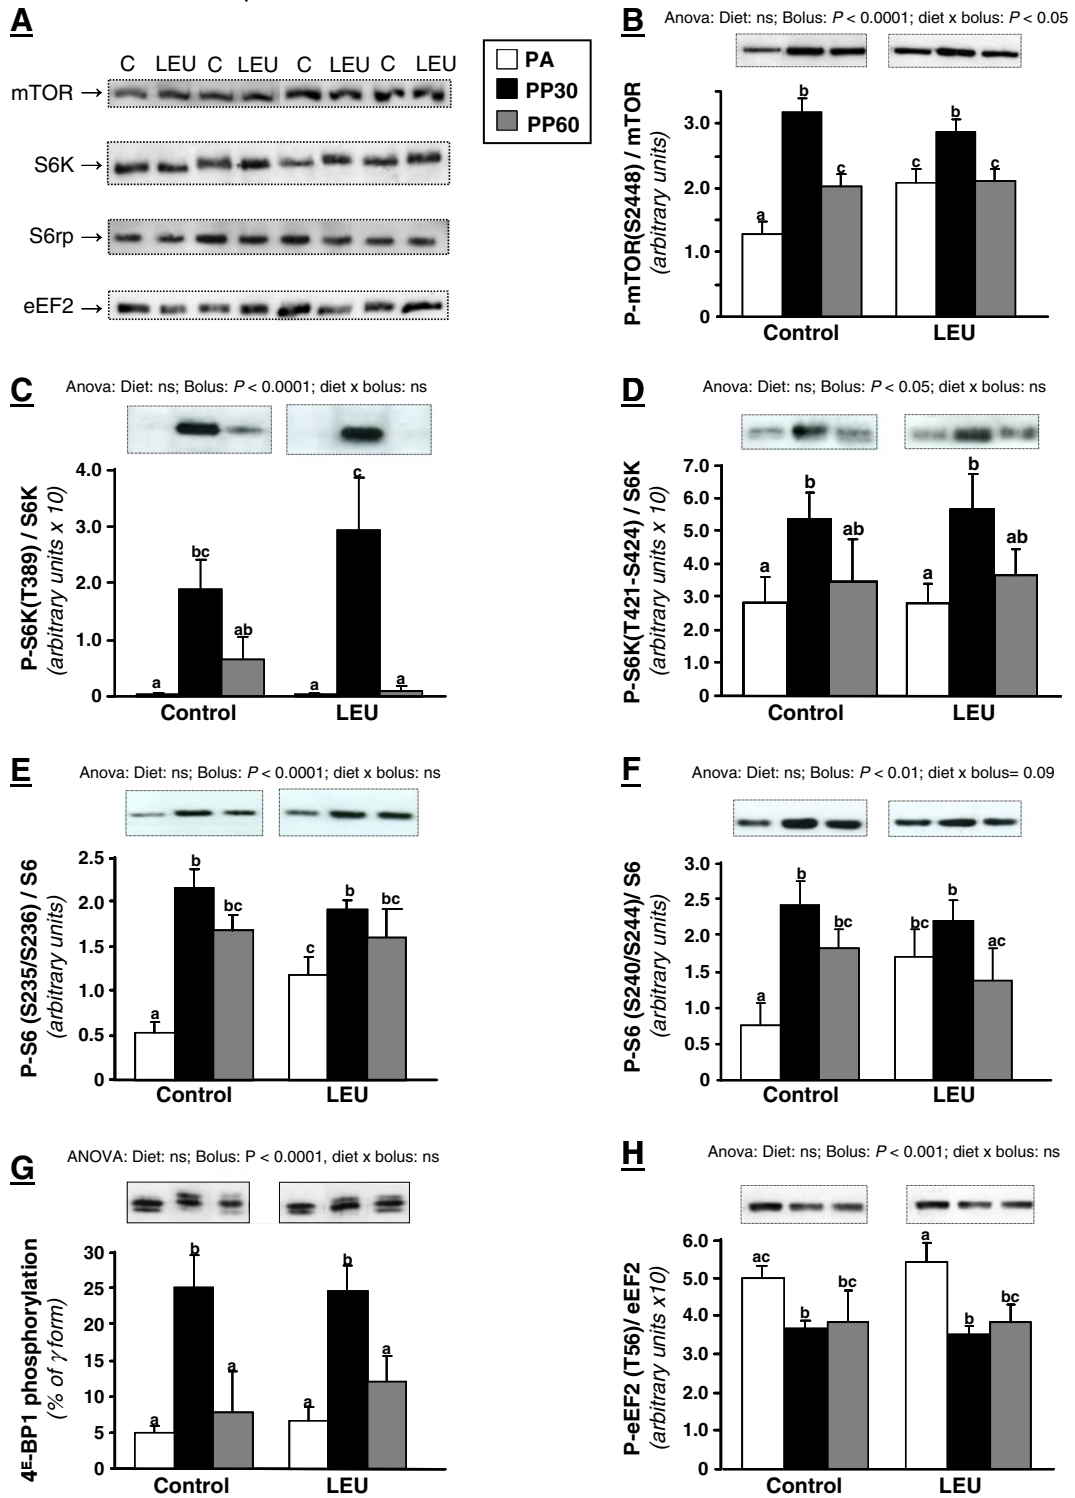 A
C LEU C LEU C LEU C LEU
mTOR →
S6K →
S6rp →
eEF2 →
PA
PP30
PP60
B
Anova: Diet: ns; Bolus: P < 0.0001; diet x bolus: P < 0.05
P-mTOR(S2448) / mTOR
(arbitrary units)
3.0
2.0
1.0
0
a b c c b c
Control LEU
C
Anova: Diet: ns; Bolus: P < 0.0001; diet x bolus: ns
P-S6K(T389) / S6K
(arbitrary units x 10)
4.0
3.0
2.0
1.0
0
a bc ab a c a
Control LEU
D
Anova: Diet: ns; Bolus: P < 0.05; diet x bolus: ns
P-S6K(T421-S424) / S6K
(arbitrary units x 10)
7.0
6.0
5.0
4.0
3.0
2.0
1.0
0
a b ab a b ab
Control LEU
E
Anova: Diet: ns; Bolus: P < 0.0001; diet x bolus: ns
P-S6 (S235/S236) / S6
(arbitrary units)
2.5
2.0
1.5
1.0
0.5
0
a b bc c b bc
Control LEU
F
Anova: Diet: ns; Bolus: P < 0.01; diet x bolus= 0.09
P-S6 (S240/S244)/ S6
(arbitrary units)
3.0
2.5
2.0
1.5
1.0
0.5
0
a b bc bc b ac
Control LEU
G
ANOVA: Diet: ns; Bolus: P < 0.0001, diet x bolus: ns
4E-BP1 phosphorylation
(% of γ form)
30
25
20
15
10
5
0
a b a a b a
Control LEU
H
Anova: Diet: ns; Bolus: P < 0.001; diet x bolus: ns
P-eEF2 (T56)/ eEF2
(arbitrary units x10)
6.0
5.0
4.0
3.0
2.0
1.0
0
ac b bc a b bc
Control LEU